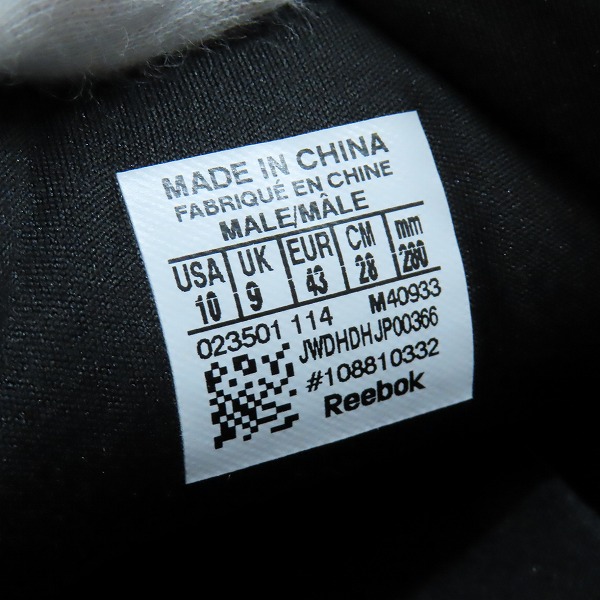 MADE IN CHINA
FABRIQUÉ EN CHINE
MALE/MÂLE
USA UK EUR CM mm
10 9 43 28 280
023501 114 M40933
JWDHDHJP00366
#108810332
Reebok